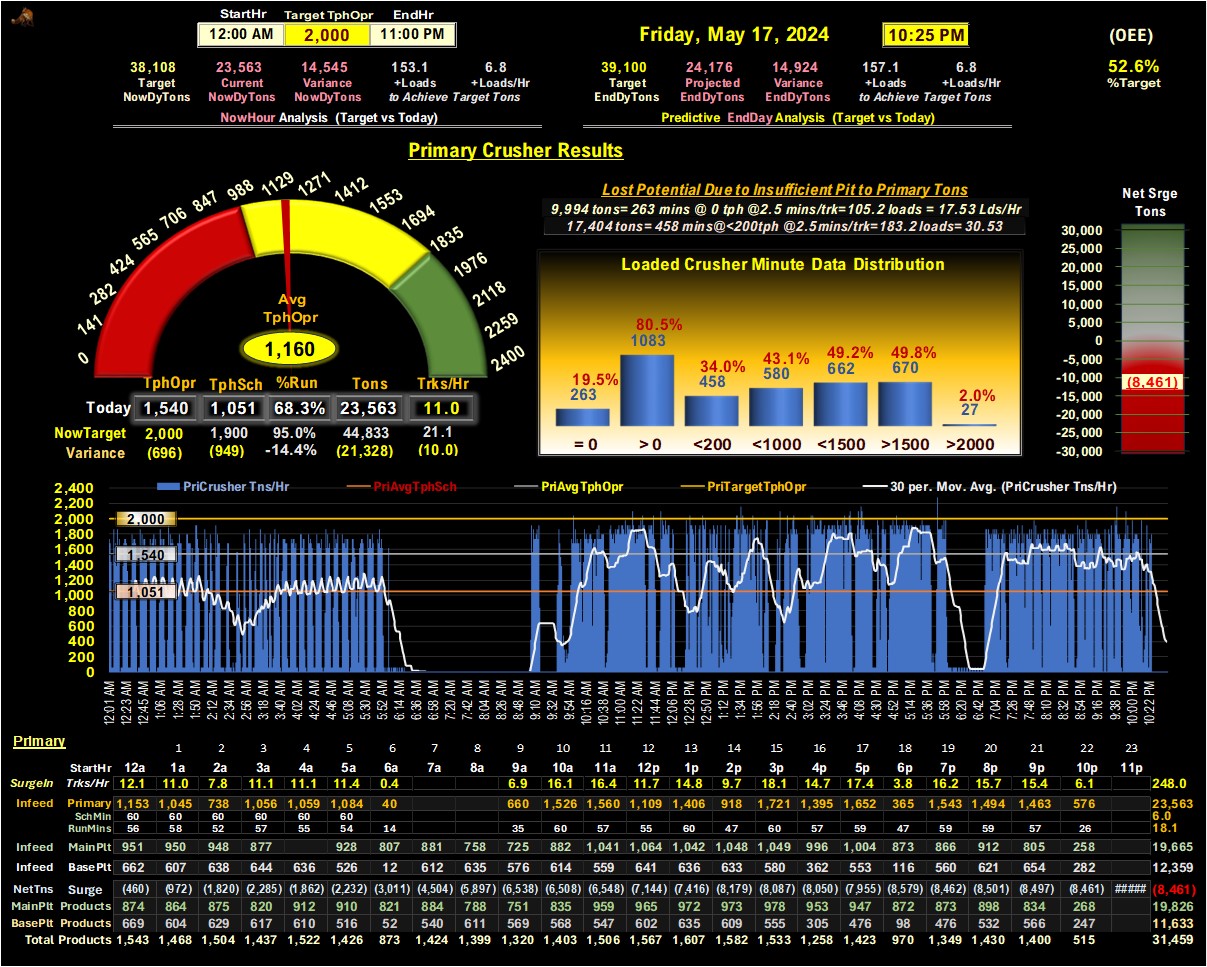 StartHr Target TphOpr EndHr
12:00 AM 2,000 11:00 PM
Friday, May 17, 2024 10:25 PM (OEE)
38,108 23,563 14,545 153.1 6.8 39,100 24,176 14,924 157.1 6.8 52.6%
Target Current Variance +Loads +Loads/Hr Target Projected Variance +Loads +Loads/Hr %Target
NowDyTons NowDyTons NowDyTons to Achieve Target Tons EndDyTons EndDyTons EndDyTons to Achieve Target Tons
NowHour Analysis (Target vs Today) Predictive EndDay Analysis (Target vs Today)
Primary Crusher Results
0 141 282 424 565 706 847 988 1129 1271 1412 1553 1694 1835 1976 2118 2259 2400
Avg
TphOpr
1,160
TphOpr TphSch %Run Tons Trks/Hr
Today 1,540 1,051 68.3% 23,563 11.0
NowTarget 2,000 1,900 95.0% 44,833 21.1
Variance (696) (949) -14.4% (21,328) (10.0)
Lost Potential Due to Insufficient Pit to Primary Tons
9,994 tons= 263 mins @ 0 tph @2.5 mins/trk=105.2 loads = 17.53 Lds/Hr
17,404 tons= 458 mins@<200tph @2.5mins/trk=183.2 loads= 30.53
Loaded Crusher Minute Data Distribution
19.5% 80.5% 34.0% 43.1% 49.2% 49.8% 2.0%
263 1083 458 580 662 670 27
= 0 > 0 <200 <1000 <1500 >1500 >2000
Net Srge
Tons
30,000
25,000
20,000
15,000
10,000
5,000
0
-5,000
-10,000
(8,461)
-15,000
-20,000
-25,000
-30,000
PriCrusher Tns/Hr PriAvgTphSch PriAvgTphOpr PriTargetTphOpr 30 per. Mov. Avg. (PriCrusher Tns/Hr)
2,400
2,200
2,000
1,800
1,600
1,400
1,200
1,000
800
600
400
200
0
2,000
1,540
1,051
12:01 AM 12:23 AM 12:45 AM 1:06 AM 1:28 AM 1:50 AM 2:12 AM 2:34 AM 2:56 AM 3:18 AM 3:40 AM 4:02 AM 4:24 AM 4:46 AM 5:08 AM 5:30 AM 5:52 AM 6:14 AM 6:36 AM 6:58 AM 7:20 AM 7:42 AM 8:04 AM 8:26 AM 8:48 AM 9:10 AM 9:32 AM 9:54 AM 10:16 AM 10:38 AM 11:00 AM 11:22 AM 11:44 AM 12:06 PM 12:28 PM 12:50 PM 1:12 PM 1:34 PM 1:56 PM 2:18 PM 2:40 PM 3:02 PM 3:24 PM 3:46 PM 4:08 PM 4:30 PM 4:52 PM 5:14 PM 5:36 PM 5:58 PM 6:20 PM 6:42 PM 7:04 PM 7:26 PM 7:48 PM 8:10 PM 8:32 PM 8:54 PM 9:16 PM 9:38 PM 10:00 PM 10:22 PM
Primary
1 2 3 4 5 6 7 8 9 10 11 12 13 14 15 16 17 18 19 20 21 22 23
StartHr 12a 1a 2a 3a 4a 5a 6a 7a 8a 9a 10a 11a 12p 1p 2p 3p 4p 5p 6p 7p 8p 9p 10p 11p
SurgeIn Trks/Hr 12.1 11.0 7.8 11.1 11.1 11.4 0.4 6.9 16.1 16.4 11.7 14.8 9.7 18.1 14.7 17.4 3.8 16.2 15.7 15.4 6.1 248.0
Infeed Primary 1,153 1,045 738 1,056 1,059 1,084 40 660 1,526 1,560 1,109 1,406 918 1,721 1,395 1,652 365 1,543 1,494 1,463 576 23,563
SchMin 60 60 60 60 60 60 6.0
RunMins 56 58 52 57 55 54 14 35 60 57 55 60 47 60 57 59 47 59 59 57 26 18.1
Infeed MainPlt 951 950 948 877 928 807 881 758 725 882 1,041 1,064 1,042 1,048 1,049 996 1,004 873 866 912 805 258 19,665
Infeed BasePlt 662 607 638 644 636 526 12 612 635 576 614 559 641 636 633 580 362 553 116 560 621 654 282 12,359
NetTns Surge (460) (972) (1,820) (2,285) (1,862) (2,232) (3,011) (4,504) (5,897) (6,538) (6,508) (6,548) (7,144) (7,416) (8,179) (8,087) (8,050) (7,955) (8,579) (8,462) (8,501) (8,497) (8,461) ##### (8,461)
MainPlt Products 874 864 875 820 912 910 821 884 788 751 835 959 965 972 973 978 953 947 872 873 898 834 268 19,826
BasePlt Products 669 604 629 617 610 516 52 540 611 569 568 547 602 635 609 555 305 476 98 476 532 566 247 11,633
Total Products 1,543 1,468 1,504 1,437 1,522 1,426 873 1,424 1,399 1,320 1,403 1,506 1,567 1,607 1,582 1,533 1,258 1,423 970 1,349 1,430 1,400 515 31,459